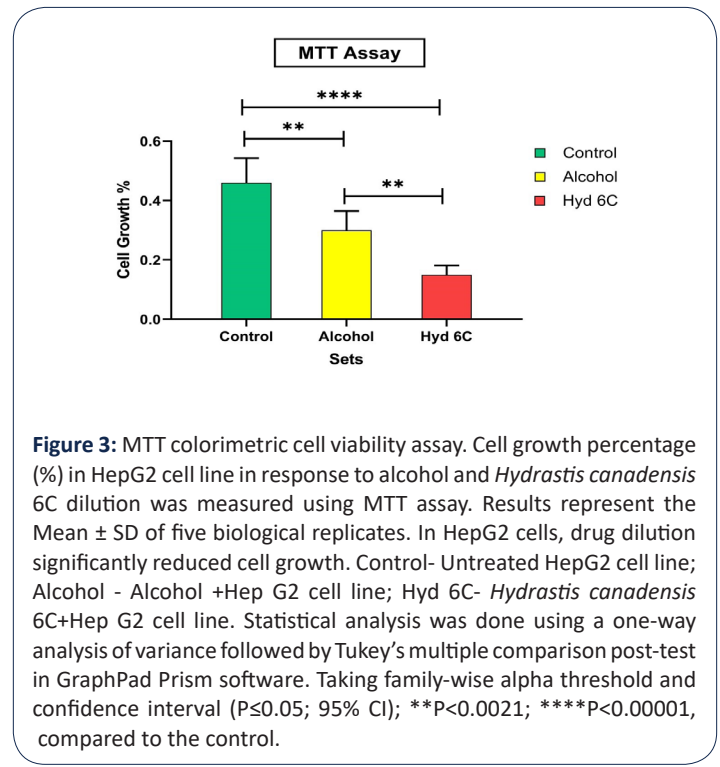 MTT Assay
****
**
**
0.6
0.4
0.2
0.0
Cell Growth %
Control
Alcohol
Hyd 6C
Sets
Control
Alcohol
Hyd 6C
Figure 3: MTT colorimetric cell viability assay. Cell growth percentage
(%) in HepG2 cell line in response to alcohol and Hydrastis canadensis
6C dilution was measured using MTT assay. Results represent the
Mean ± SD of five biological replicates. In HepG2 cells, drug dilution
significantly reduced cell growth. Control- Untreated HepG2 cell line;
Alcohol - Alcohol +Hep G2 cell line; Hyd 6C- Hydrastis canadensis
6C+Hep G2 cell line. Statistical analysis was done using a one-way
analysis of variance followed by Tukey’s multiple comparison post-test
in GraphPad Prism software. Taking family-wise alpha threshold and
confidence interval (P≤0.05; 95% CI); **P<0.0021; ****P<0.00001,
compared to the control.